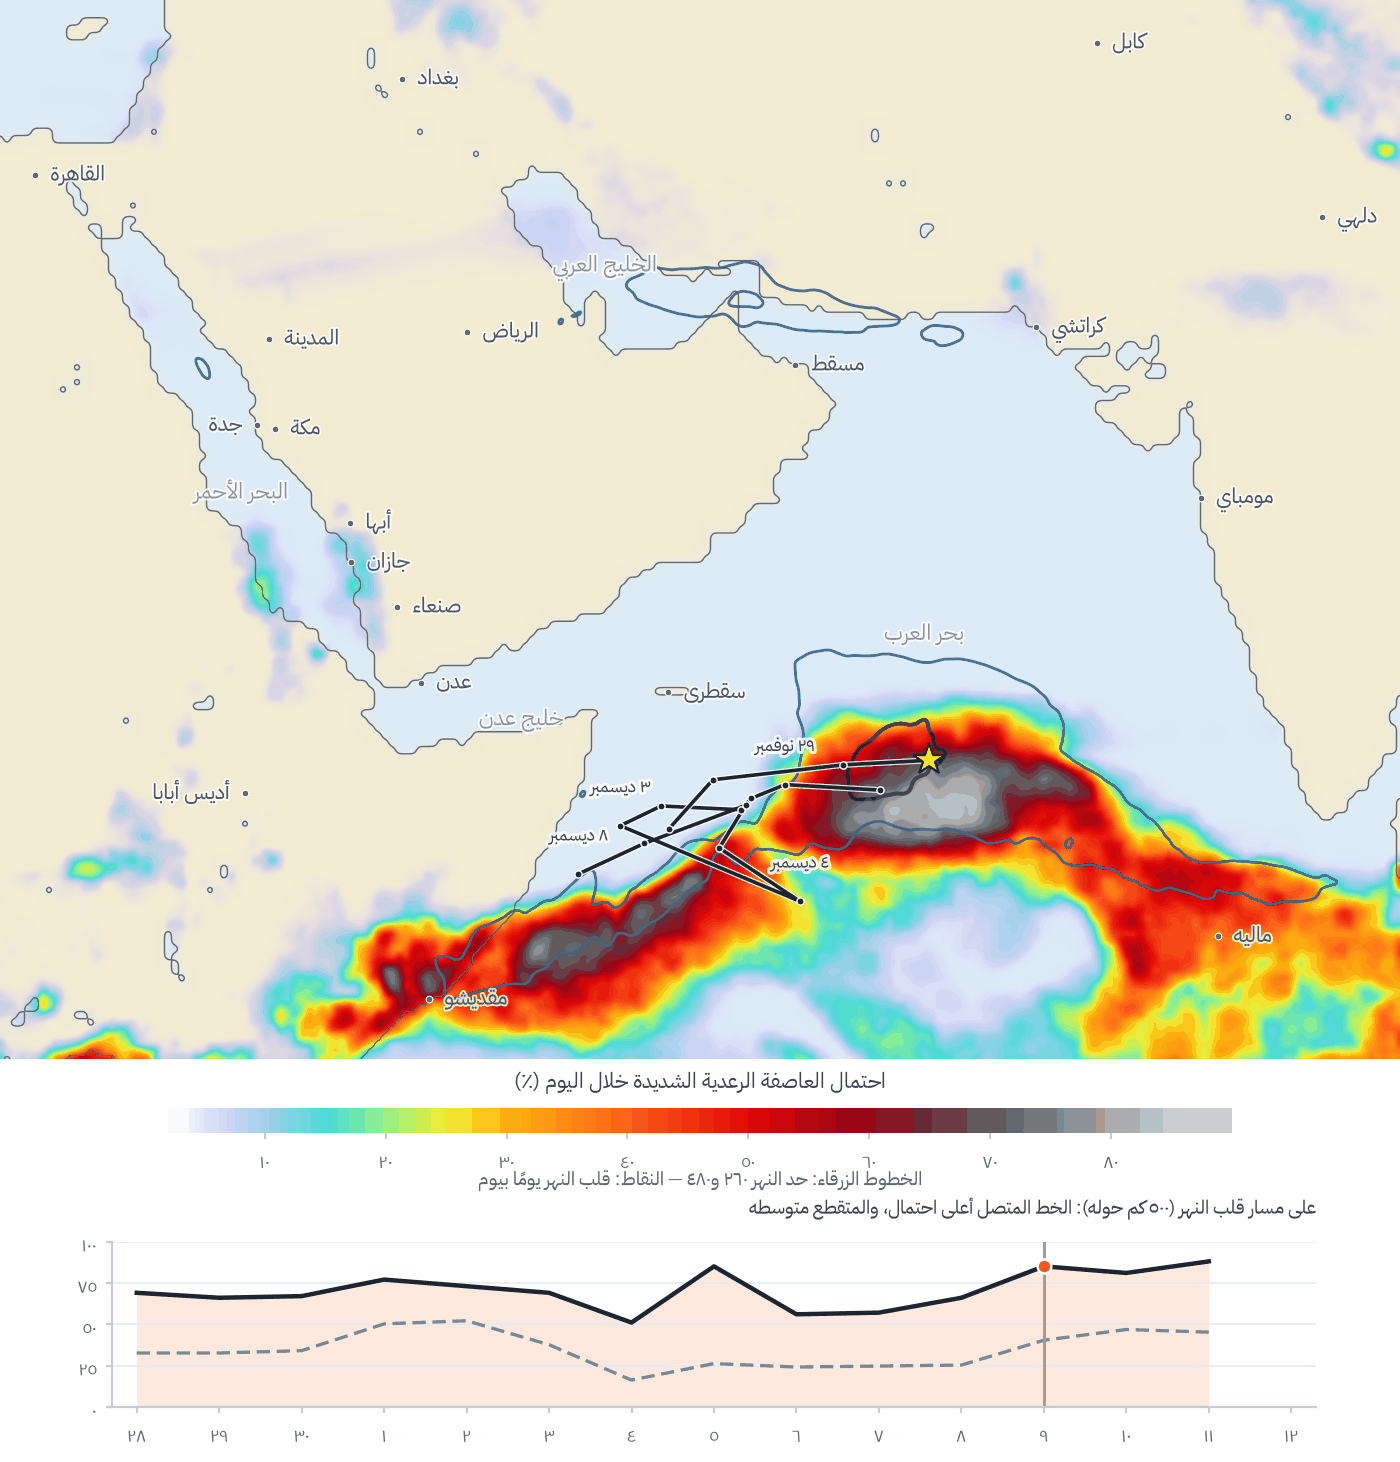 كابل
بغداد
القاهرة
دلهي
الخليج العربي
كراتشي
الرياض
المدينة
مسقط
جدة
مكة
البحر الأحمر
مومباي
أبها
جازان
صنعاء
بحر العرب
عدن
سقطرى
خليج عدن
٢٩ نوفمبر
٣ ديسمبر
أديس أبابا
٨ ديسمبر
٤ ديسمبر
ماليه
مقديشو
احتمال العاصفة الرعدية الشديدة خلال اليوم (٪)
١٠ ٢٠ ٣٠ ٤٠ ٥٠ ٦٠ ٧٠ ٨٠
الخطوط الزرقاء: حد النهر ٢٦٠ و٤٨٠ — النقاط: قلب النهر يومًا بيوم
على مسار قلب النهر (٥٠٠ كم حوله): الخط المتصل أعلى احتمال، والمتقطع متوسطه
١٠٠
٧٥
٥٠
٢٥
٠
٢٨ ٢٩ ٣٠ ١ ٢ ٣ ٤ ٥ ٦ ٧ ٨ ٩ ١٠ ١١ ١٢